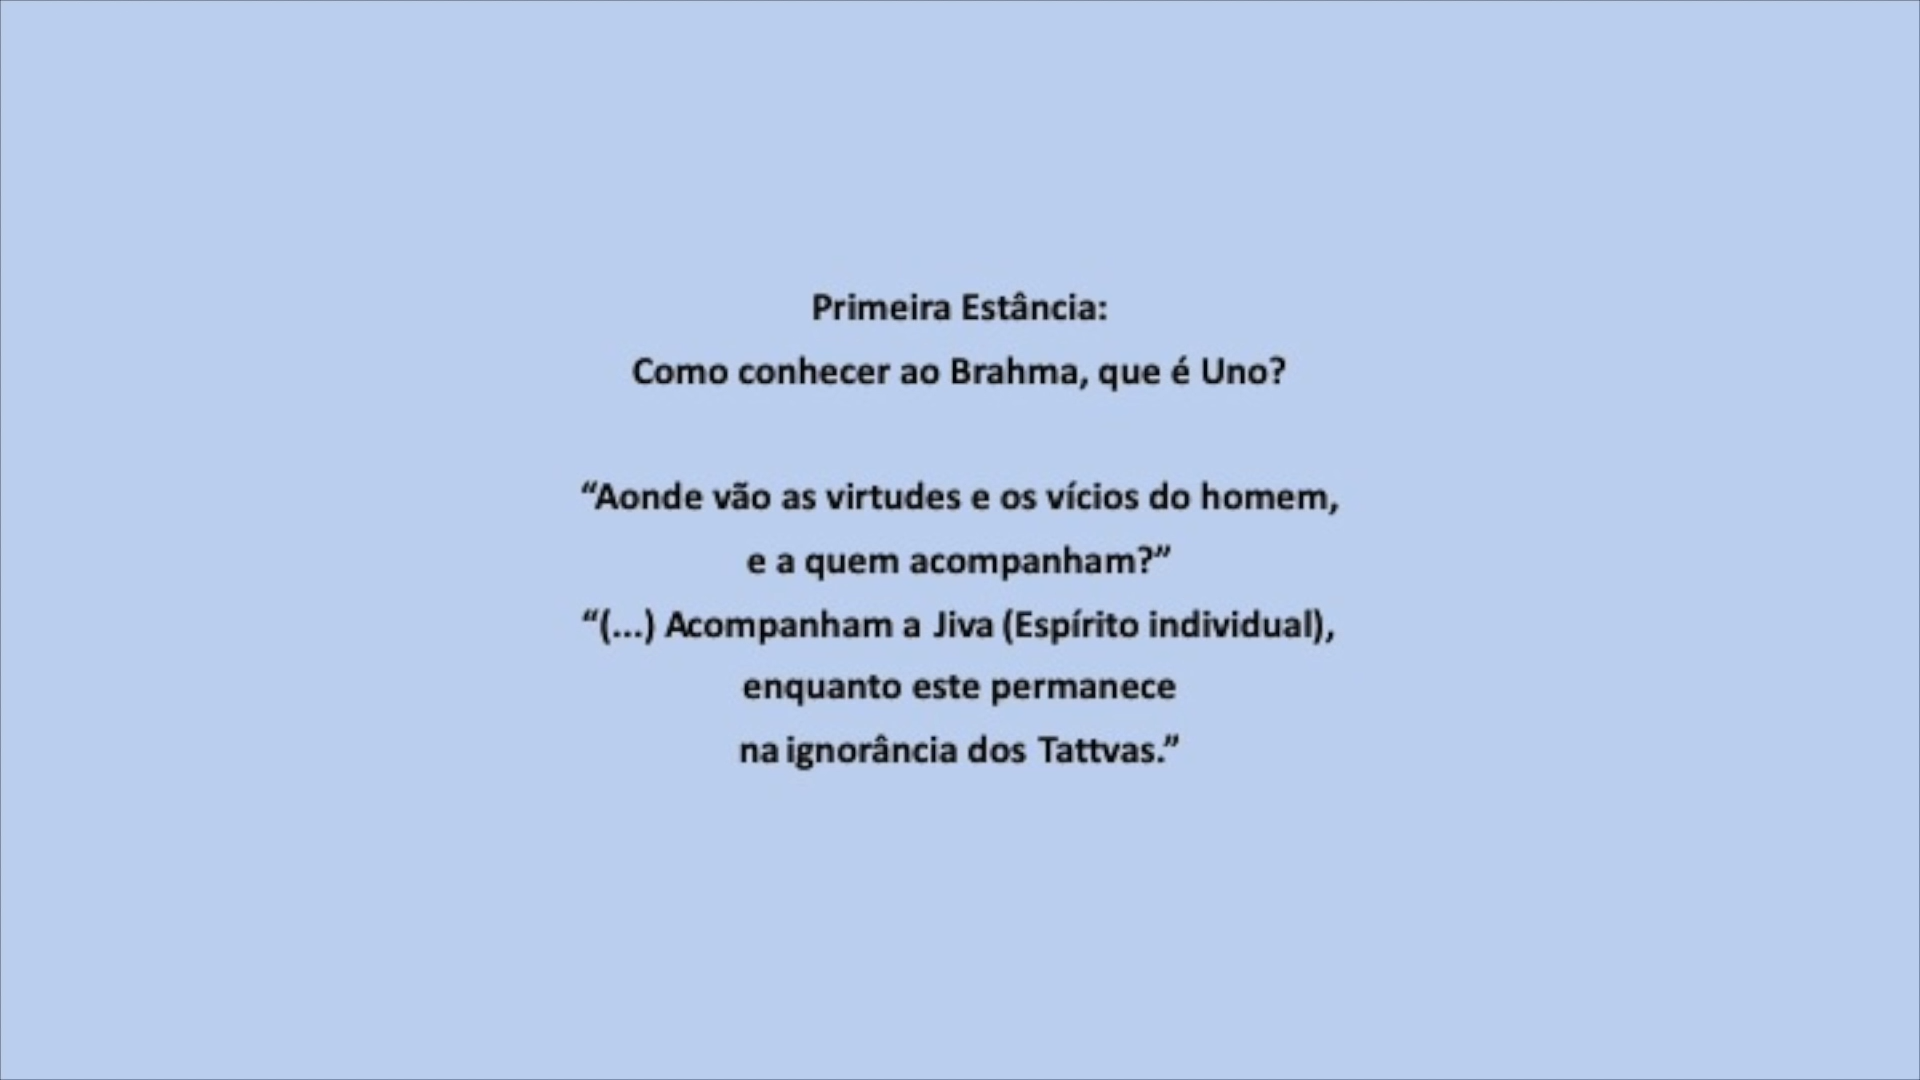 Primeira Estância:
Como conhecer ao Brahma, que é Uno?
“Aonde vão as virtudes e os vícios do homem,
e a quem acompanham?”
“(...) Acompanham a Jiva (Espírito individual),
enquanto este permanece
na ignorância dos Tattvas.”